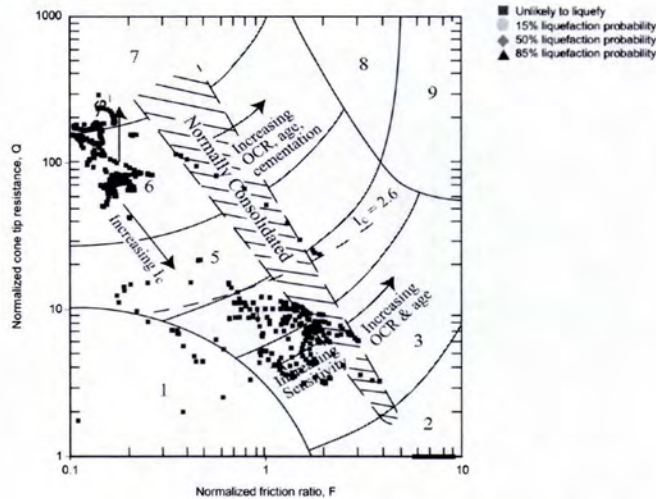 Unlikely to liquefy
15% liquefaction probability
50% liquefaction probability
85% liquefaction probability
Normalized cone tip resistance, Q
1000
100
10
1
0.1
1
10
Normalized friction ratio, F
7
8
9
6
5
4
3
1
2
Normally Consolidated
Increasing
OCR, age,
cementation
Increasing Ic
Ic = 2.6
Increasing
OCR & age
Increasing
Sensitivity